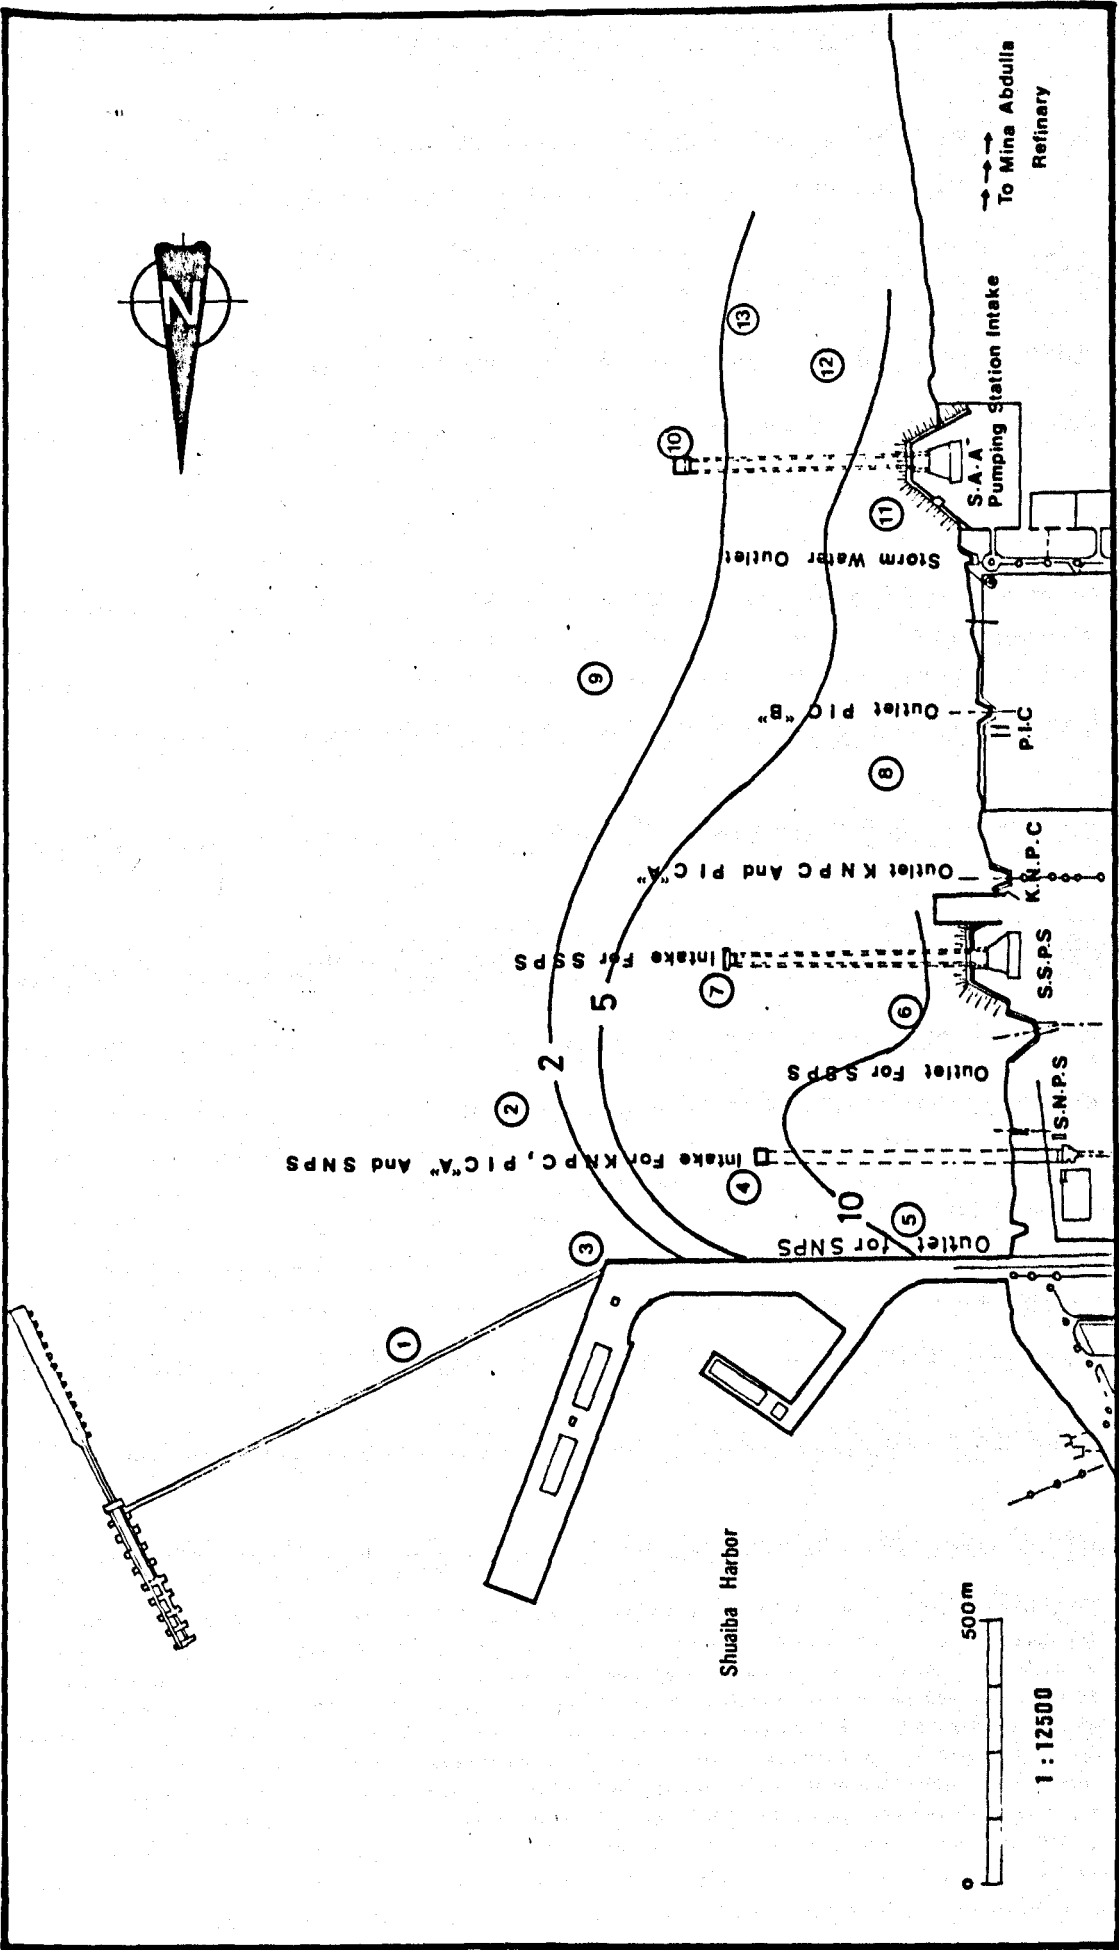 N
1
2
3
4
5
6
7
8
9
10
11
12
13
2
5
10
Intake For KNPC, PIC "A" And SNPS
Intake For SSPS
Outlet for SNPS
Outlet For SSPS
Outlet KNPC And PIC "A"
Outlet PIC "B"
Storm Water Outlet
S.N.P.S
S.S.P.S
K.N.P.C
P.I.C
S.A.A
Pumping Station Intake
To Mina Abdulla
Refinary
Shuaiba Harbor
0
500m
1 : 12500